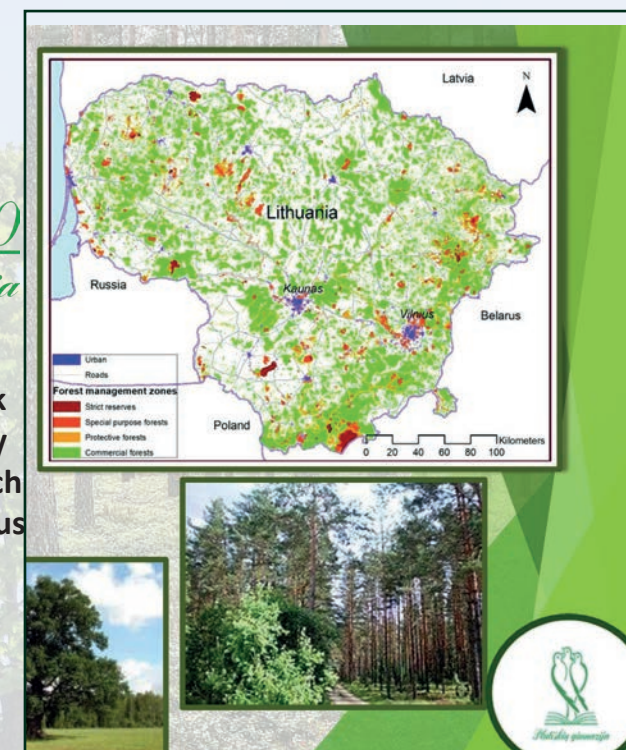 Latvia
N
Lithuania
Russia
Kaunas
Vilnius
Belarus
Urban
Roads
Forest management zones
Strict reserves
Special purpose forests
Protective forests
Commercial forests
Poland
Kilometers
0 20 40 60 80 100
k
y
ch
us
gimnazija